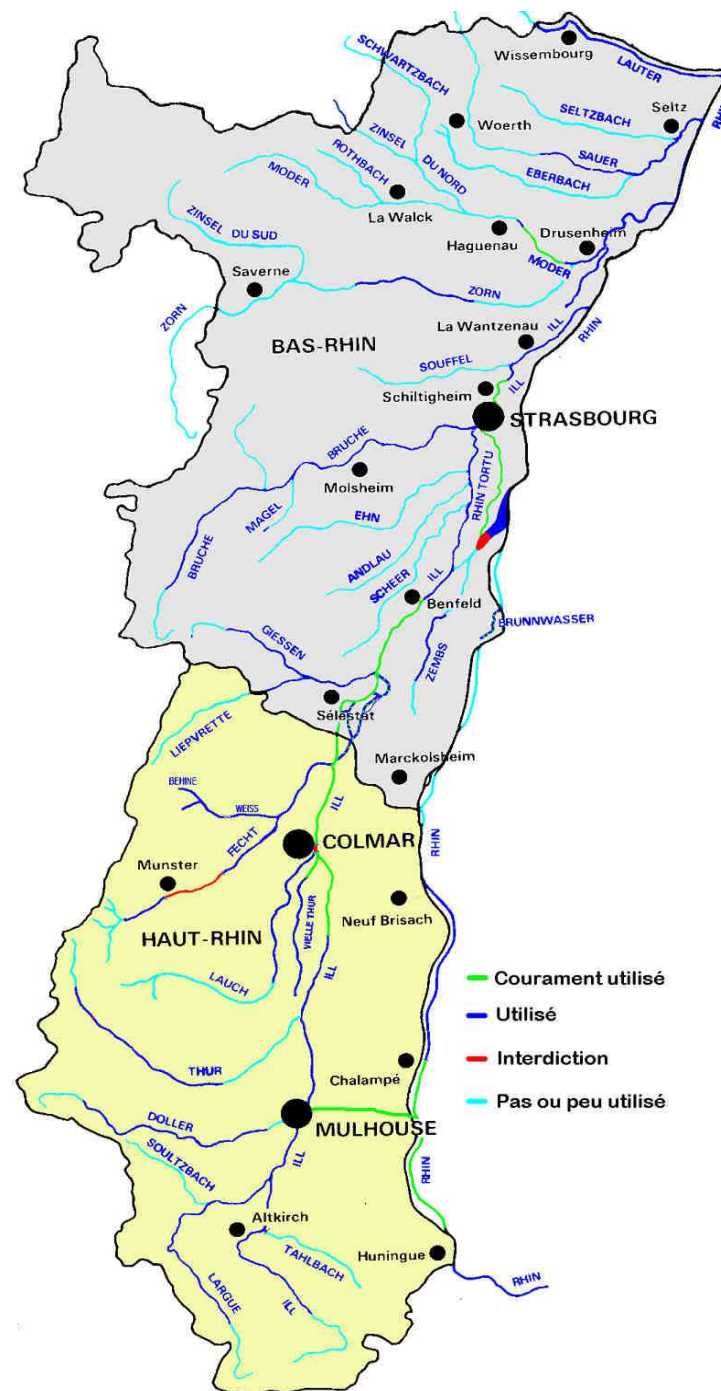 SCHWARTZBACH
Wissembourg
LAUTER
RHIN
SELTZBACH
Seltz
Woerth
ZINSEL
DU NORD
SAUER
EBERBACH
ROTHBACH
MODER
La Walck
Haguenau
Drusenheim
MODER
ZINSEL DU SUD
Saverne
ZORN
ZORN
La Wantzenau
ILL
RHIN
BAS-RHIN
SOUFFEL
Schiltigheim
ILL
STRASBOURG
BRUCHE
Molsheim
RHIN TORTU
MAGEL
EHN
BRUCHE
ANDLAU
SCHEER
ILL
Benfeld
BRUNNWASSER
GIESSEN
ZEMBS
Sélestat
LIEPVRETTE
Marckolsheim
BEHINE
WEISS
ILL
RHIN
FECHT
COLMAR
Munster
Neuf Brisach
VIELLE THUR
HAUT-RHIN
ILL
LAUCH
Courament utilisé
Utilisé
Interdiction
Pas ou peu utilisé
THUR
Chalampé
DOLLER
MULHOUSE
SOULTZBACH
ILL
RHIN
Altkirch
TAHLBACH
Huningue
LARGUE
ILL
RHIN